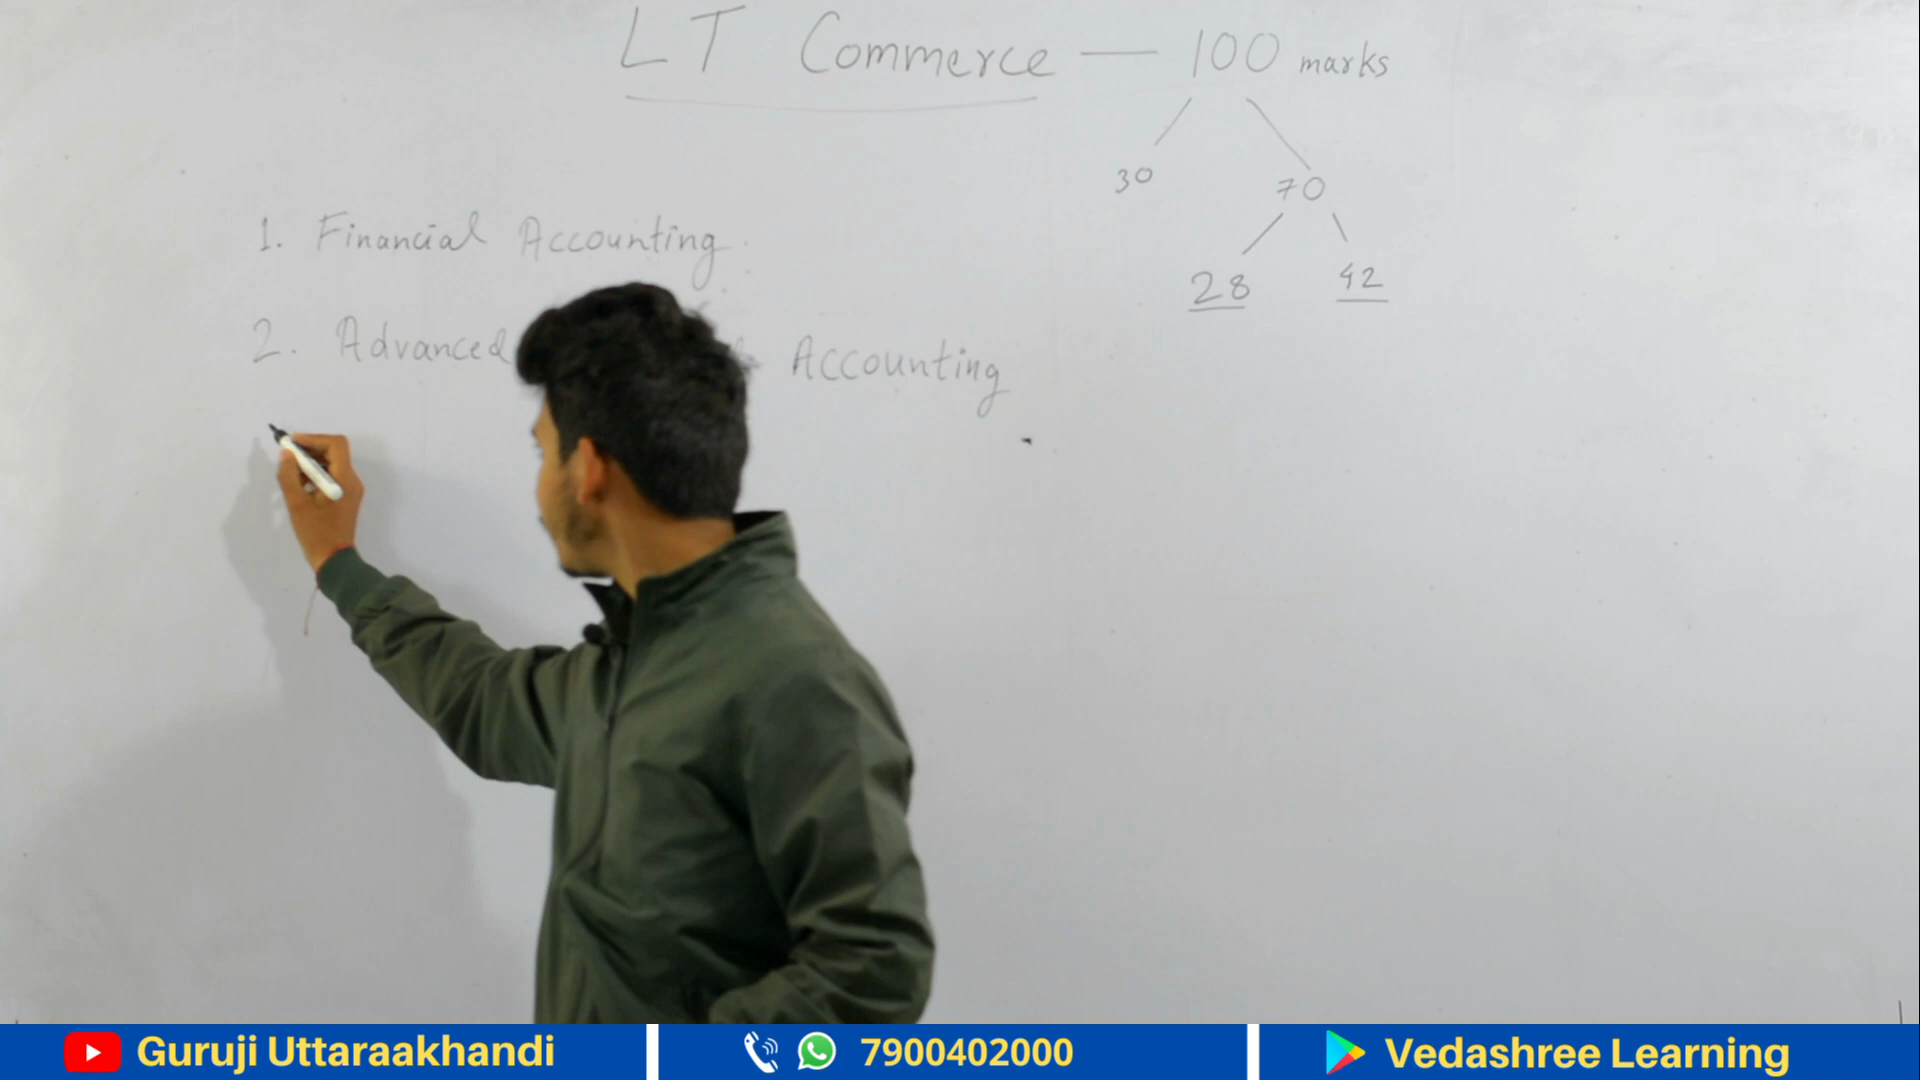 LT Commerce — 100 marks
30
70
28
42
1. Financial Accounting
2. Advanced Accounting
Guruji Uttaraakhandi
7900402000
Vedashree Learning